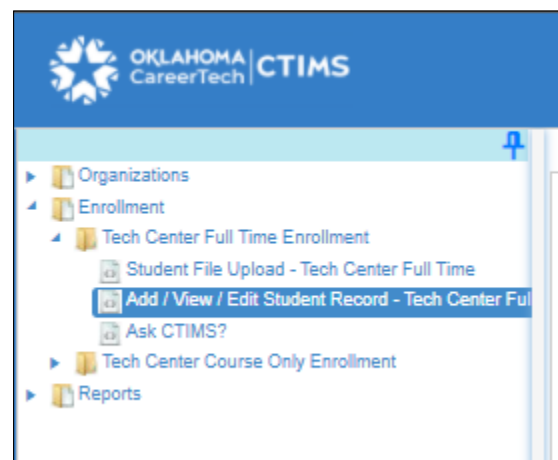 OKLAHOMA
CareerTech CTIMS
Organizations
Enrollment
Tech Center Full Time Enrollment
Student File Upload - Tech Center Full Time
Add / View / Edit Student Record - Tech Center Ful
Ask CTIMS?
Tech Center Course Only Enrollment
Reports